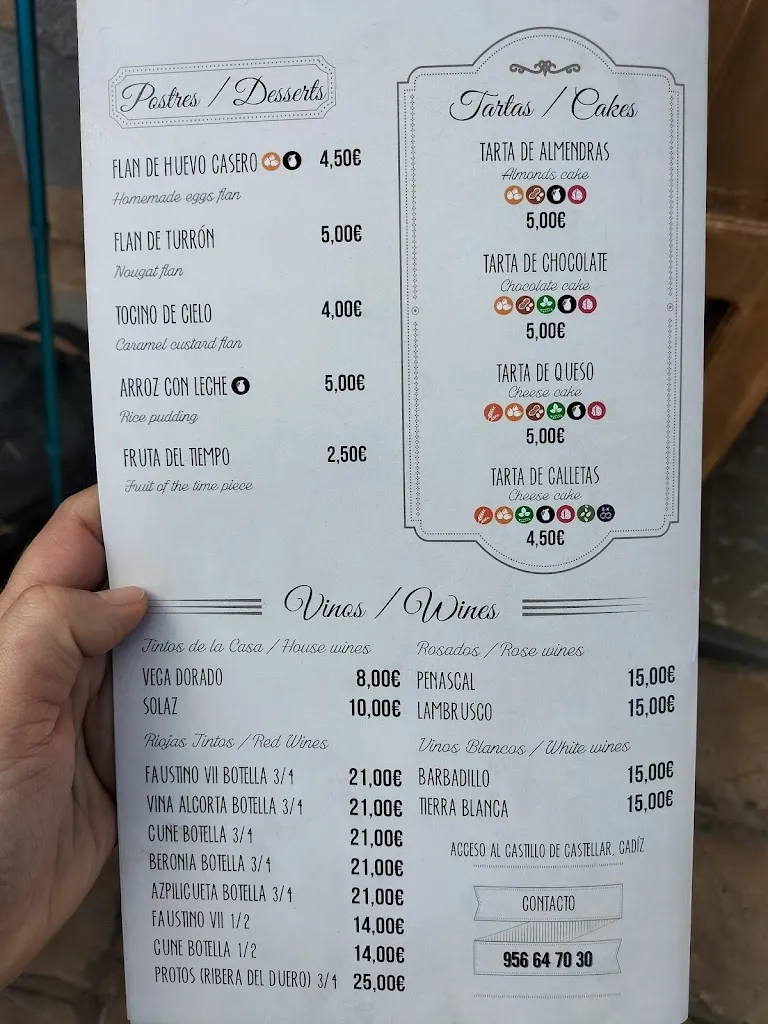 Postres / Desserts
FLAN DE HUEVO CASERO 4,50€
Homemade eggs flan
FLAN DE TURRÓN 5,00€
Nougat flan
TOCINO DE CIELO 4,00€
Caramel custard flan
ARROZ CON LECHE 5,00€
Rice pudding
FRUTA DEL TIEMPO 2,50€
Fruit of the time piece
Tartas / Cakes
TARTA DE ALMENDRAS
Almonds cake
5,00€
TARTA DE CHOCOLATE
Chocolate cake
5,00€
TARTA DE QUESO
Cheese cake
5,00€
TARTA DE GALLETAS
Cheese cake
4,50€
Vinos / Wines
Tintos de la Casa / House wines
VEGA DORADO 8,00€
SOLAZ 10,00€
Riojas Tintos / Red Wines
FAUSTINO VII BOTELLA 3/4 21,00€
VINA ALCORTA BOTELLA 3/4 21,00€
CUNE BOTELLA 3/4 21,00€
BERONIA BOTELLA 3/4 21,00€
AZPILICUETA BOTELLA 3/4 21,00€
FAUSTINO VII 1/2 14,00€
CUNE BOTELLA 1/2 14,00€
PROTOS (RIBERA DEL DUERO) 3/4 25,00€
Rosados / Rose wines
PENASCAL 15,00€
LAMBRUSCO 15,00€
Vinos Blancos / White wines
BARBADILLO 15,00€
TIERRA BLANCA 15,00€
ACCESO AL CASTILLO DE CASTELLAR. CADÍZ
CONTACTO
956 64 70 30